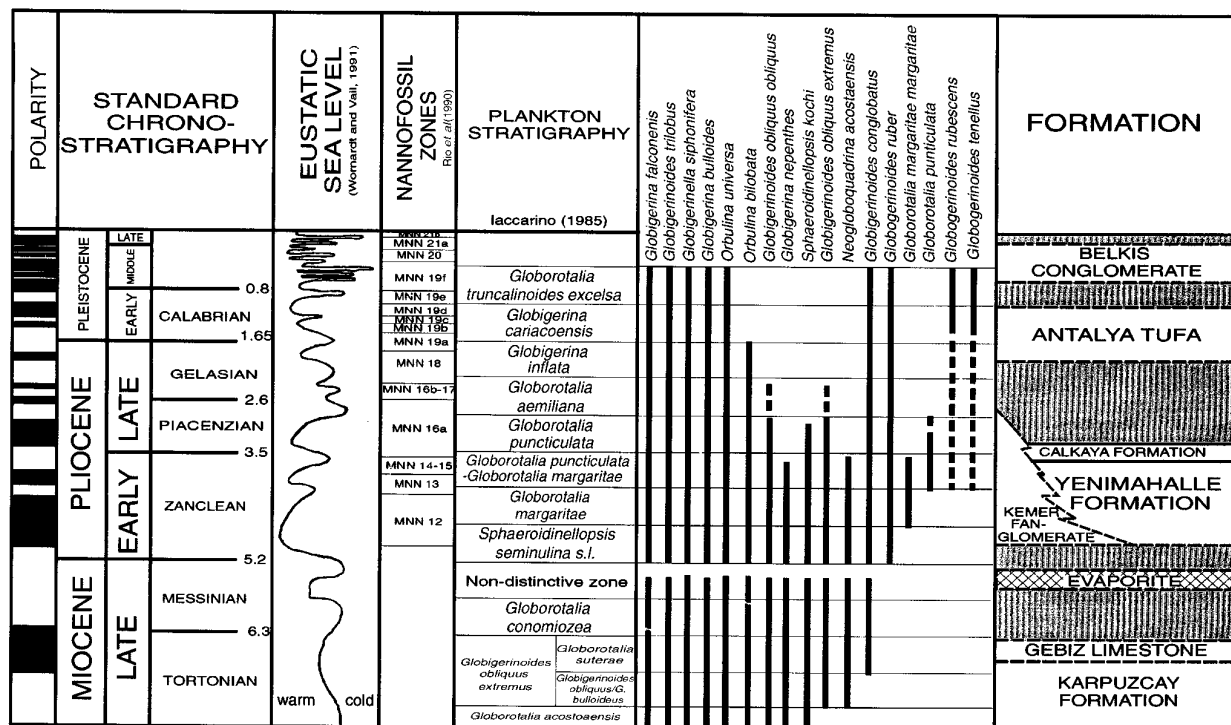 POLARITY
STANDARD
CHRONO-
STRATIGRAPHY
EUSTATIC
SEA LEVEL
(Wornardt and Vail, 1991)
NANNOFOSSIL
ZONES
Rio et al(1990)
PLANKTON
STRATIGRAPHY
Iaccarino (1985)
Globigerina falconenis
Globigerinoides trilobus
Globigerinella siphonifera
Globigerina bulloides
Orbulina universa
Orbulina bilobata
Globigerinoides obliquus obliquus
Globigerina nepenthes
Sphaeroidinellopsis kochi
Globigerinoides obliquus extremus
Neogloboquadrina acostaensis
Globigerinoides conglobatus
Globogerinoides ruber
Globorotalia margaritae margaritae
Globorotalia punticulata
Globogerinoides rubescens
Globogerinoides tenellus
FORMATION
PLEISTOCENE
LATE
MIDDLE
EARLY
0.8
CALABRIAN
1.65
PLIOCENE
LATE
GELASIAN
2.6
PIACENZIAN
3.5
EARLY
ZANCLEAN
5.2
MIOCENE
LATE
MESSINIAN
6.3
TORTONIAN
warm
cold
MNN 21a
MNN 20
MNN 19f
MNN 19e
MNN 19d
MNN 19c
MNN 19b
MNN 19a
MNN 18
MNN 16b-17
MNN 16a
MNN 14-15
MNN 13
MNN 12
Globorotalia
truncalinoides excelsa
Globigerina
cariacoensis
Globigerina
inflata
Globorotalia
aemiliana
Globorotalia
puncticulata
Globorotalia puncticulata
-Globorotalia margaritae
Globorotalia
margaritae
Sphaeroidinellopsis
seminulina s.l.
Non-distinctive zone
Globorotalia
conomiozea
Globigerinoides
obliquus
extremus
Globorotalia
suterae
Globigerinoides
obliquus/G.
bulloideus
Globorotalia acostoaensis
BELKIS
CONGLOMERATE
ANTALYA TUFA
CALKAYA FORMATION
YENIMAHALLE
FORMATION
KEMER
FAN-
GLOMERATE
EVAPORITE
GEBIZ LIMESTONE
KARPUZCAY
FORMATION